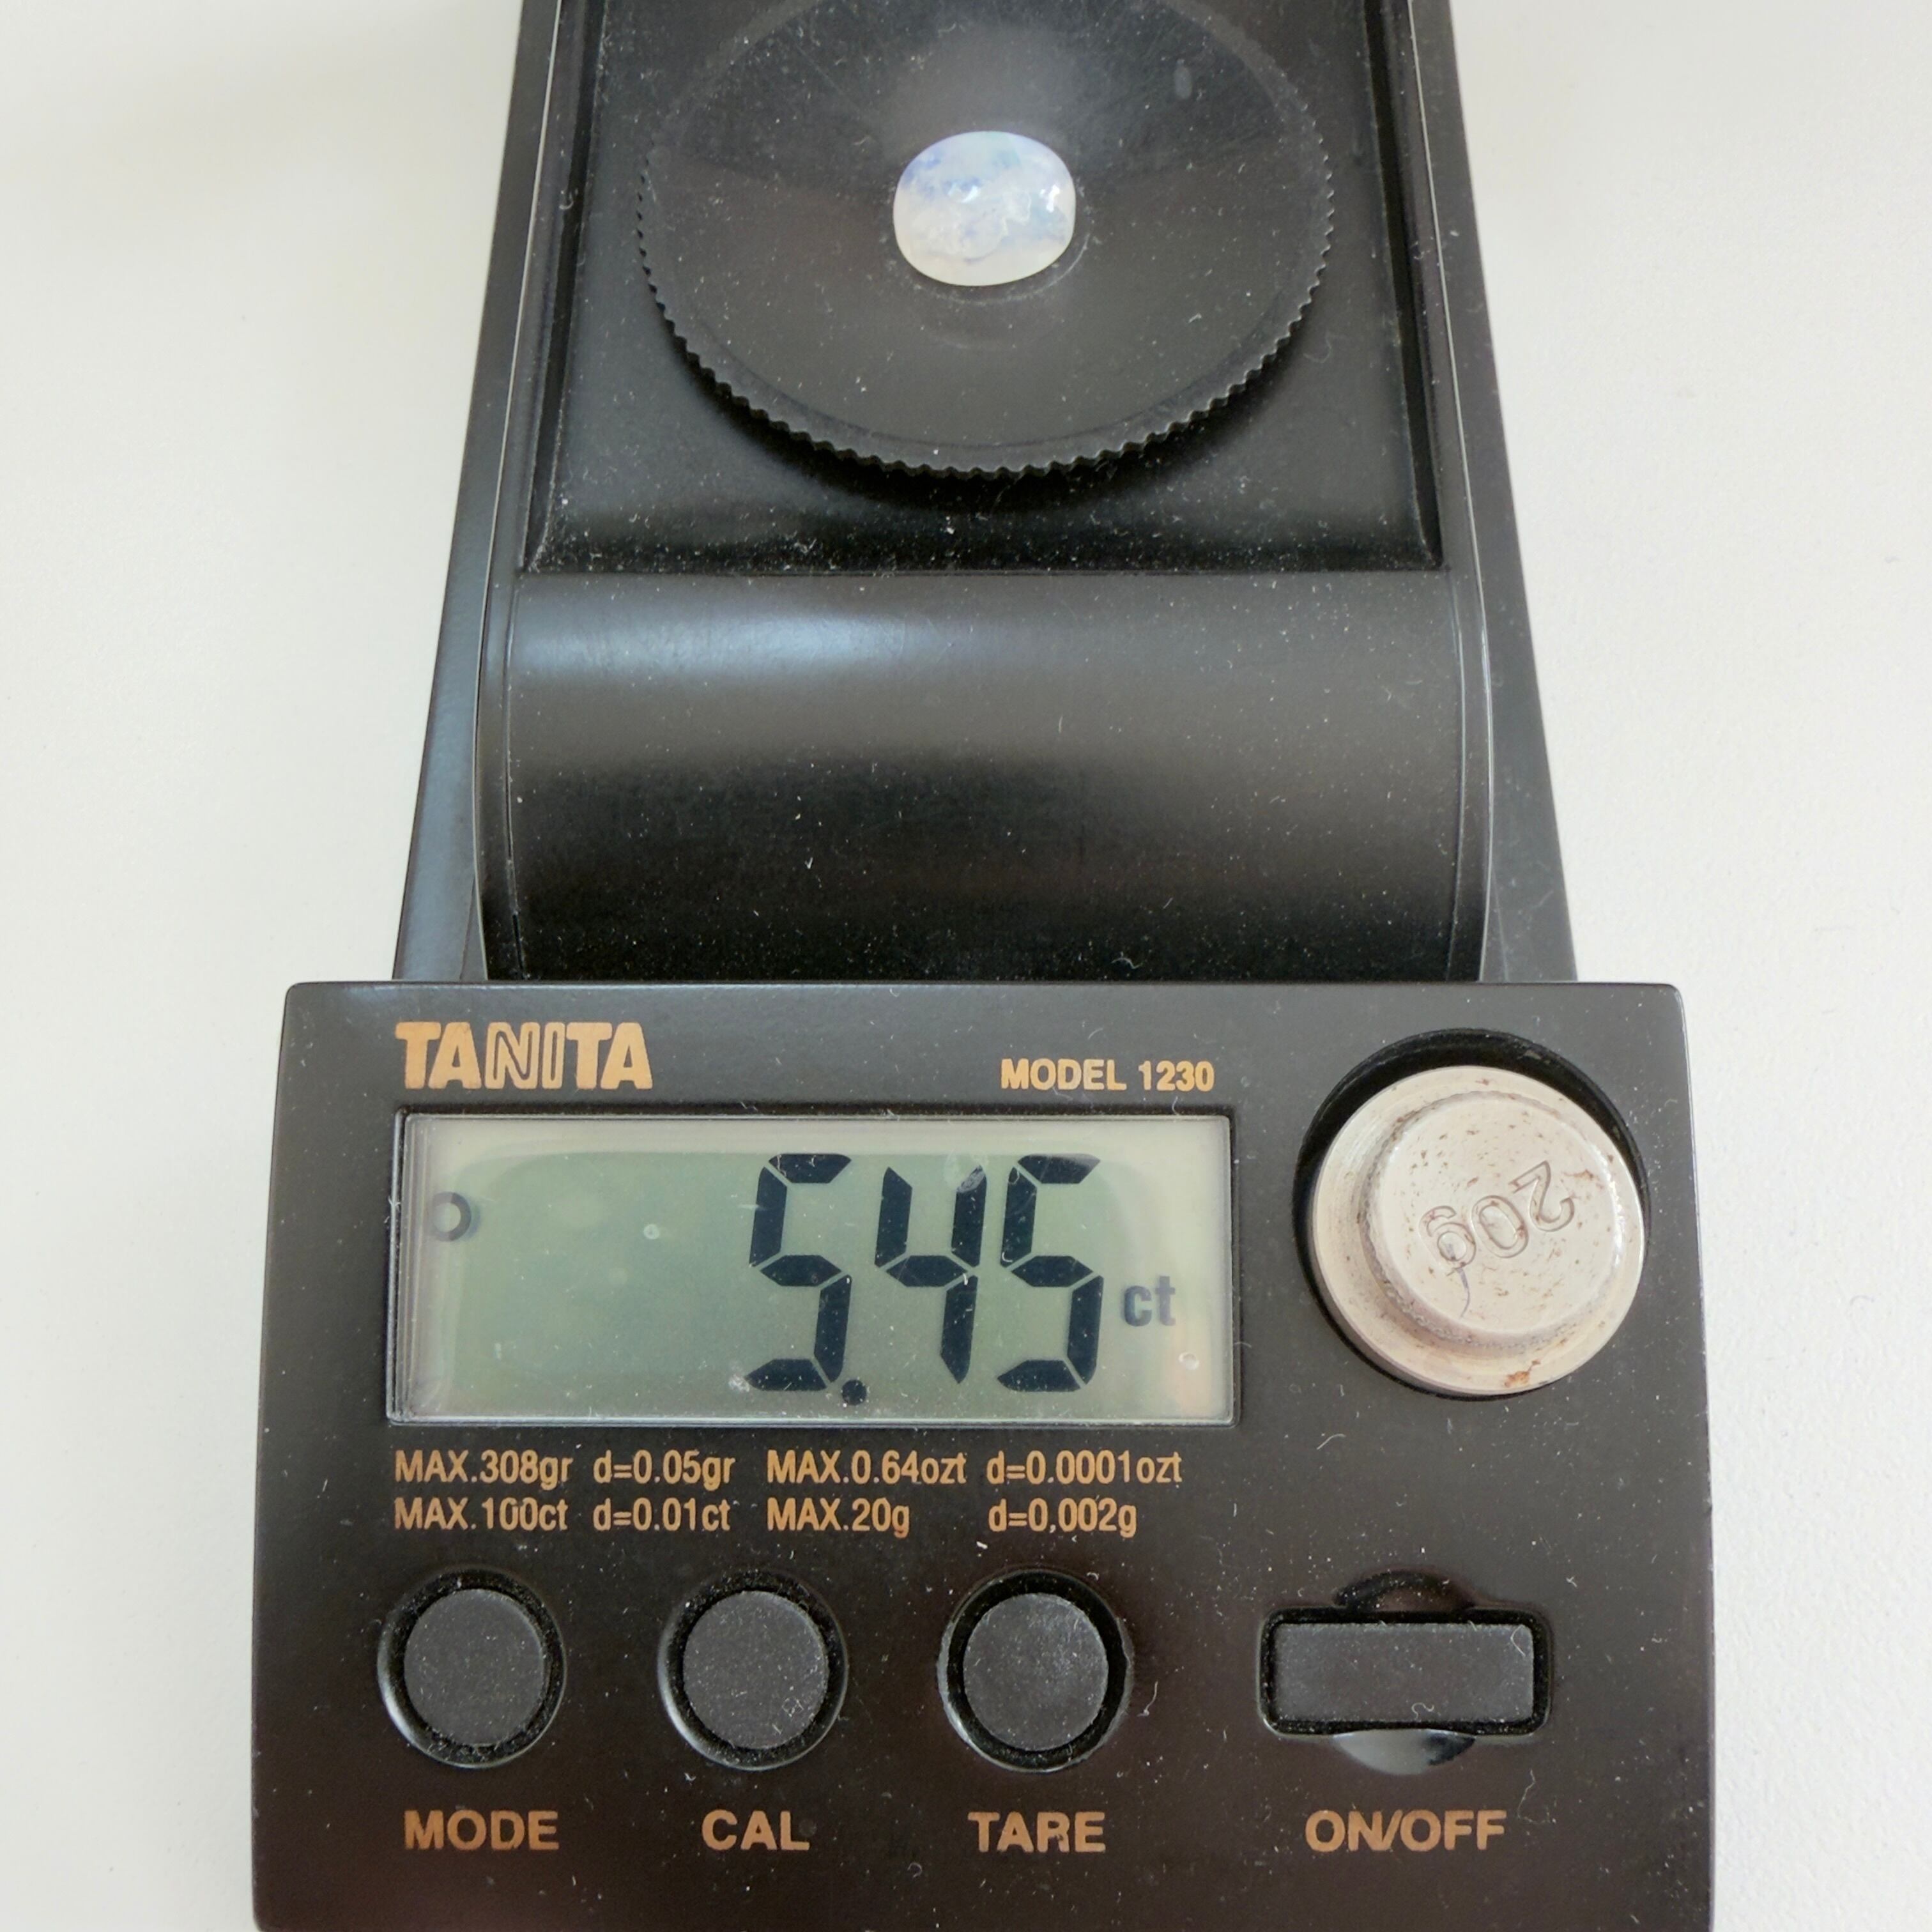 TANITA
MODEL 1230
5.45 ct
20g
MAX.308gr d=0.05gr MAX.0.64ozt d=0.0001ozt
MAX.100ct d=0.01ct MAX.20g d=0.002g
MODE CAL TARE ON/OFF